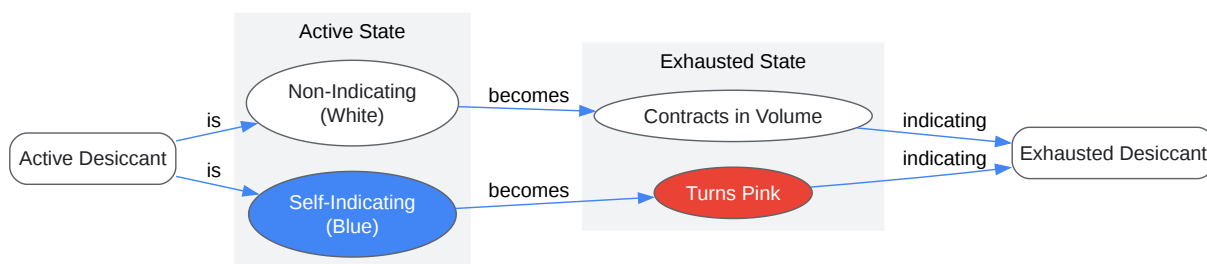 Active State
Exhausted State
Non-Indicating
(White)
becomes
Contracts in Volume
indicating
is
Active Desiccant
Exhausted Desiccant
is
indicating
Self-Indicating
(Blue)
becomes
Turns Pink